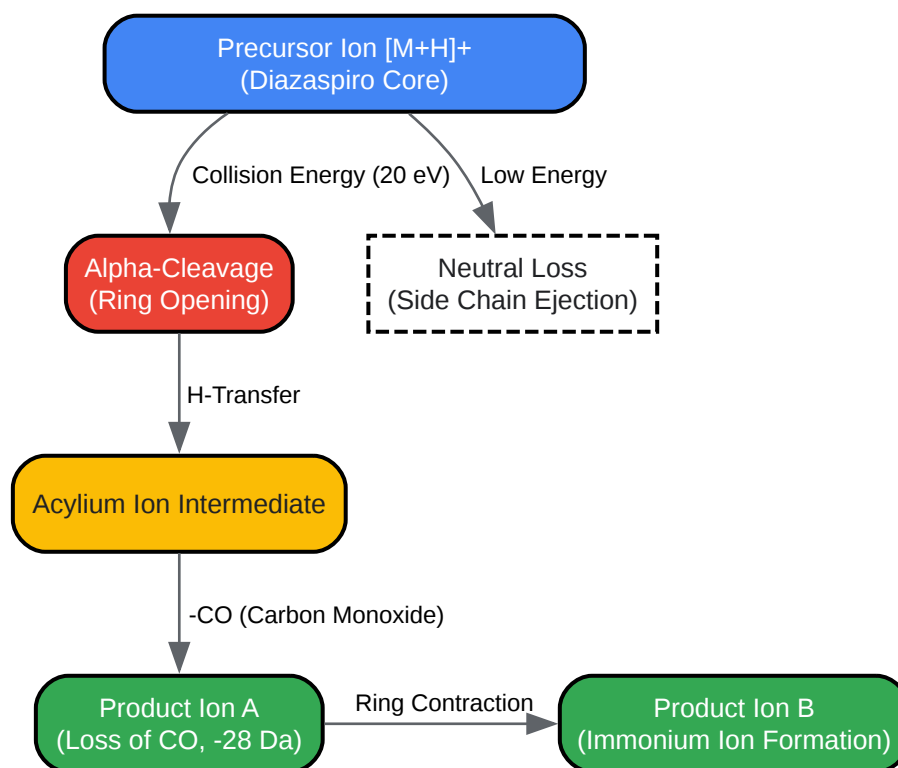 Precursor Ion [M+H]+
(Diazaspiro Core)
Collision Energy (20 eV)
Low Energy
Alpha-Cleavage
(Ring Opening)
Neutral Loss
(Side Chain Ejection)
H-Transfer
Acylium Ion Intermediate
-CO (Carbon Monoxide)
Product Ion A
(Loss of CO, -28 Da)
Ring Contraction
Product Ion B
(Immonium Ion Formation)